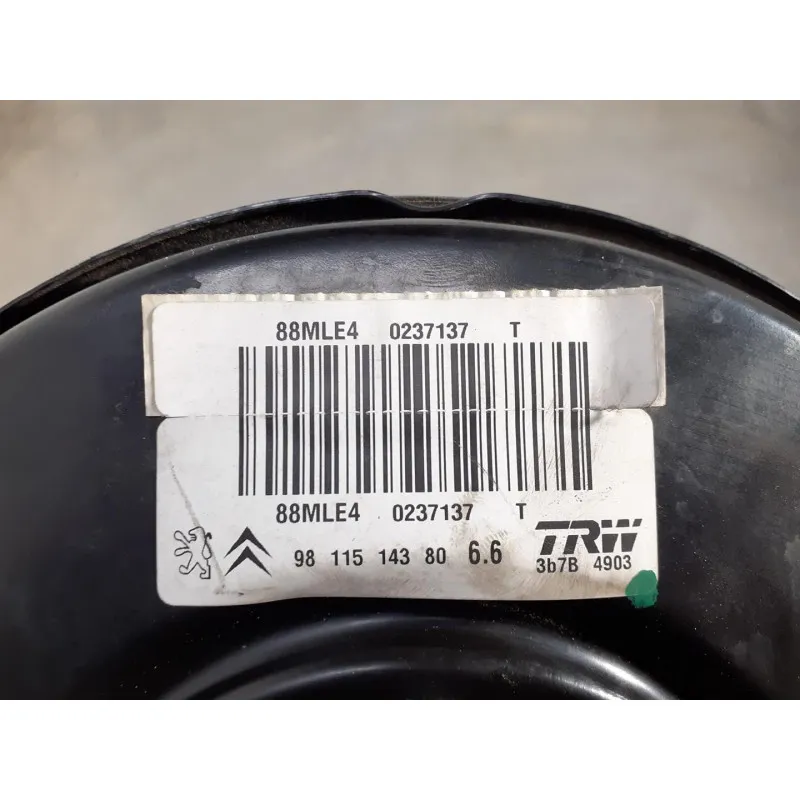 88MLE4 0237137 T
88MLE4 0237137 T
98 115 143 80 6.6
TRW
3b7B 4903